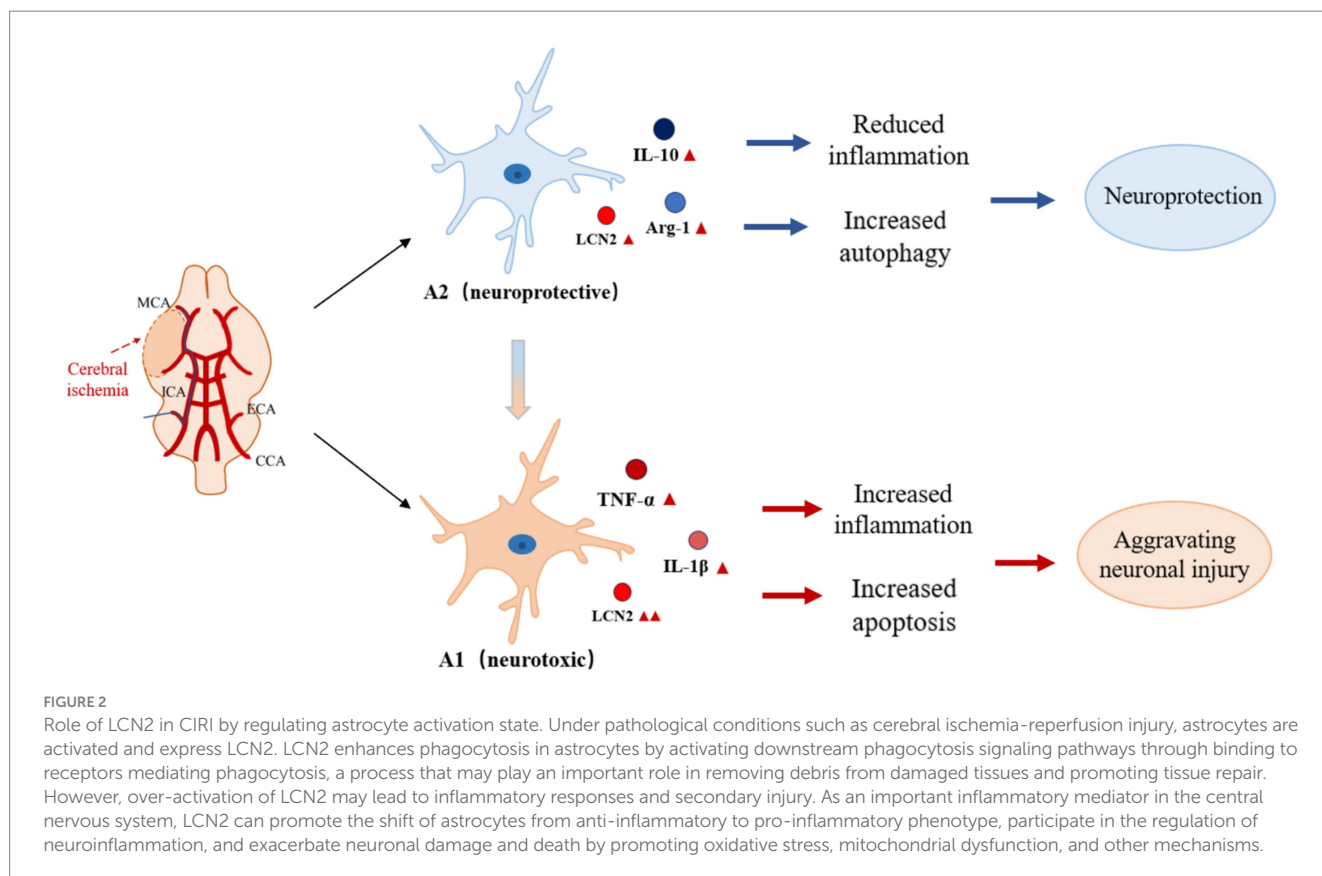 IL-10 ▲
Reduced
inflammation
Neuroprotection
LCN2 ▲
Arg-1 ▲
Increased
autophagy
A2 (neuroprotective)
MCA
Cerebral
ischemia
ICA
ECA
CCA
TNF-α ▲
Increased
inflammation
IL-1β ▲
Aggravating
neuronal injury
LCN2 ▲▲
Increased
apoptosis
A1 (neurotoxic)
FIGURE 2
Role of LCN2 in CIRI by regulating astrocyte activation state. Under pathological conditions such as cerebral ischemia-reperfusion injury, astrocytes are
activated and express LCN2. LCN2 enhances phagocytosis in astrocytes by activating downstream phagocytosis signaling pathways through binding to
receptors mediating phagocytosis, a process that may play an important role in removing debris from damaged tissues and promoting tissue repair.
However, over-activation of LCN2 may lead to inflammatory responses and secondary injury. As an important inflammatory mediator in the central
nervous system, LCN2 can promote the shift of astrocytes from anti-inflammatory to pro-inflammatory phenotype, participate in the regulation of
neuroinflammation, and exacerbate neuronal damage and death by promoting oxidative stress, mitochondrial dysfunction, and other mechanisms.